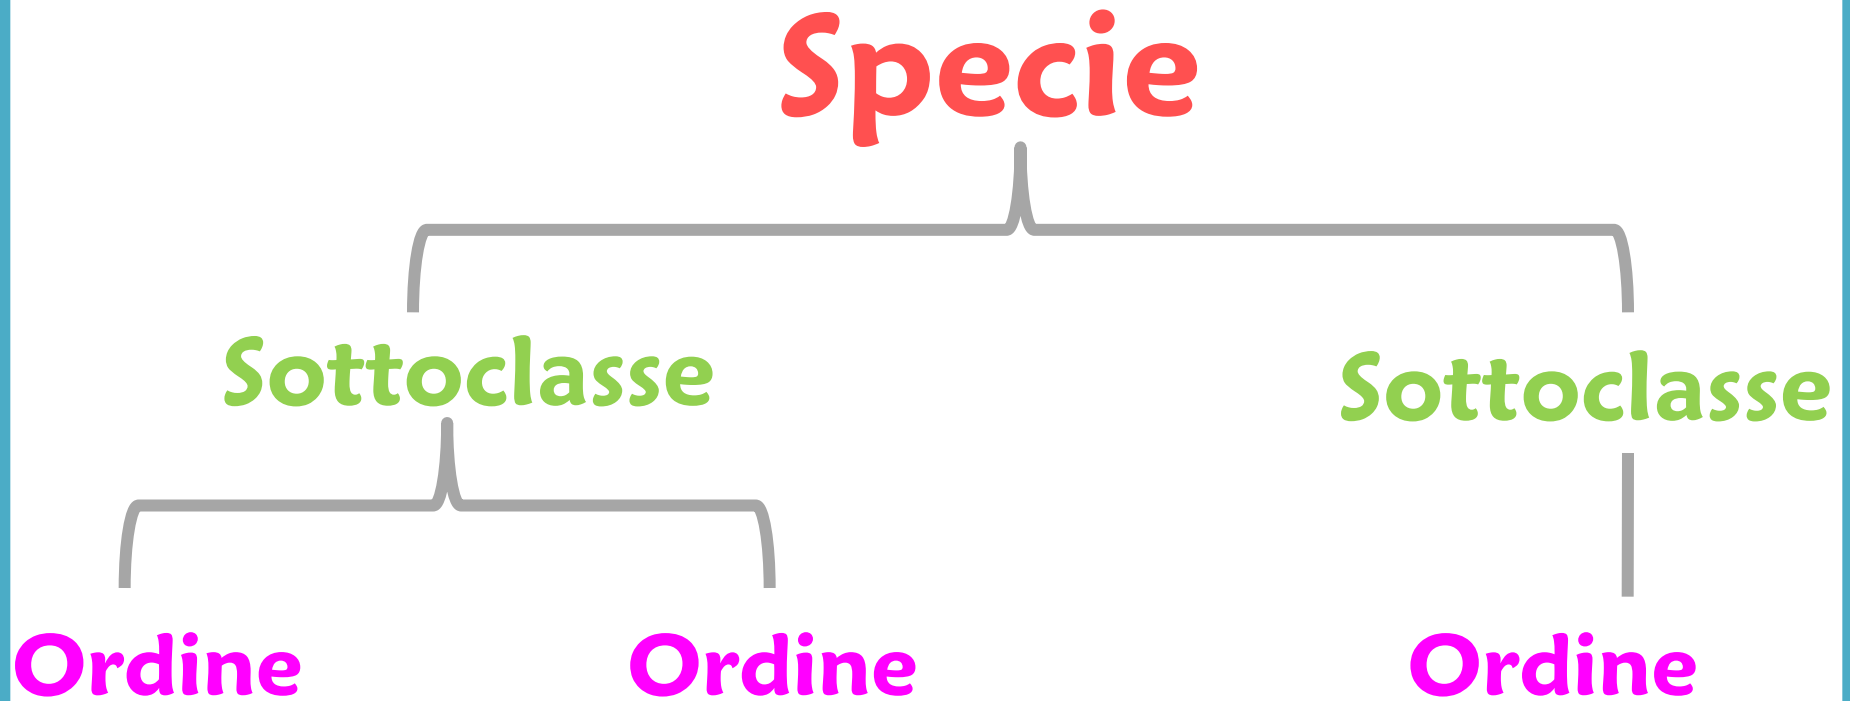 Specie
Sottoclasse
Sottoclasse
Ordine
Ordine
Ordine